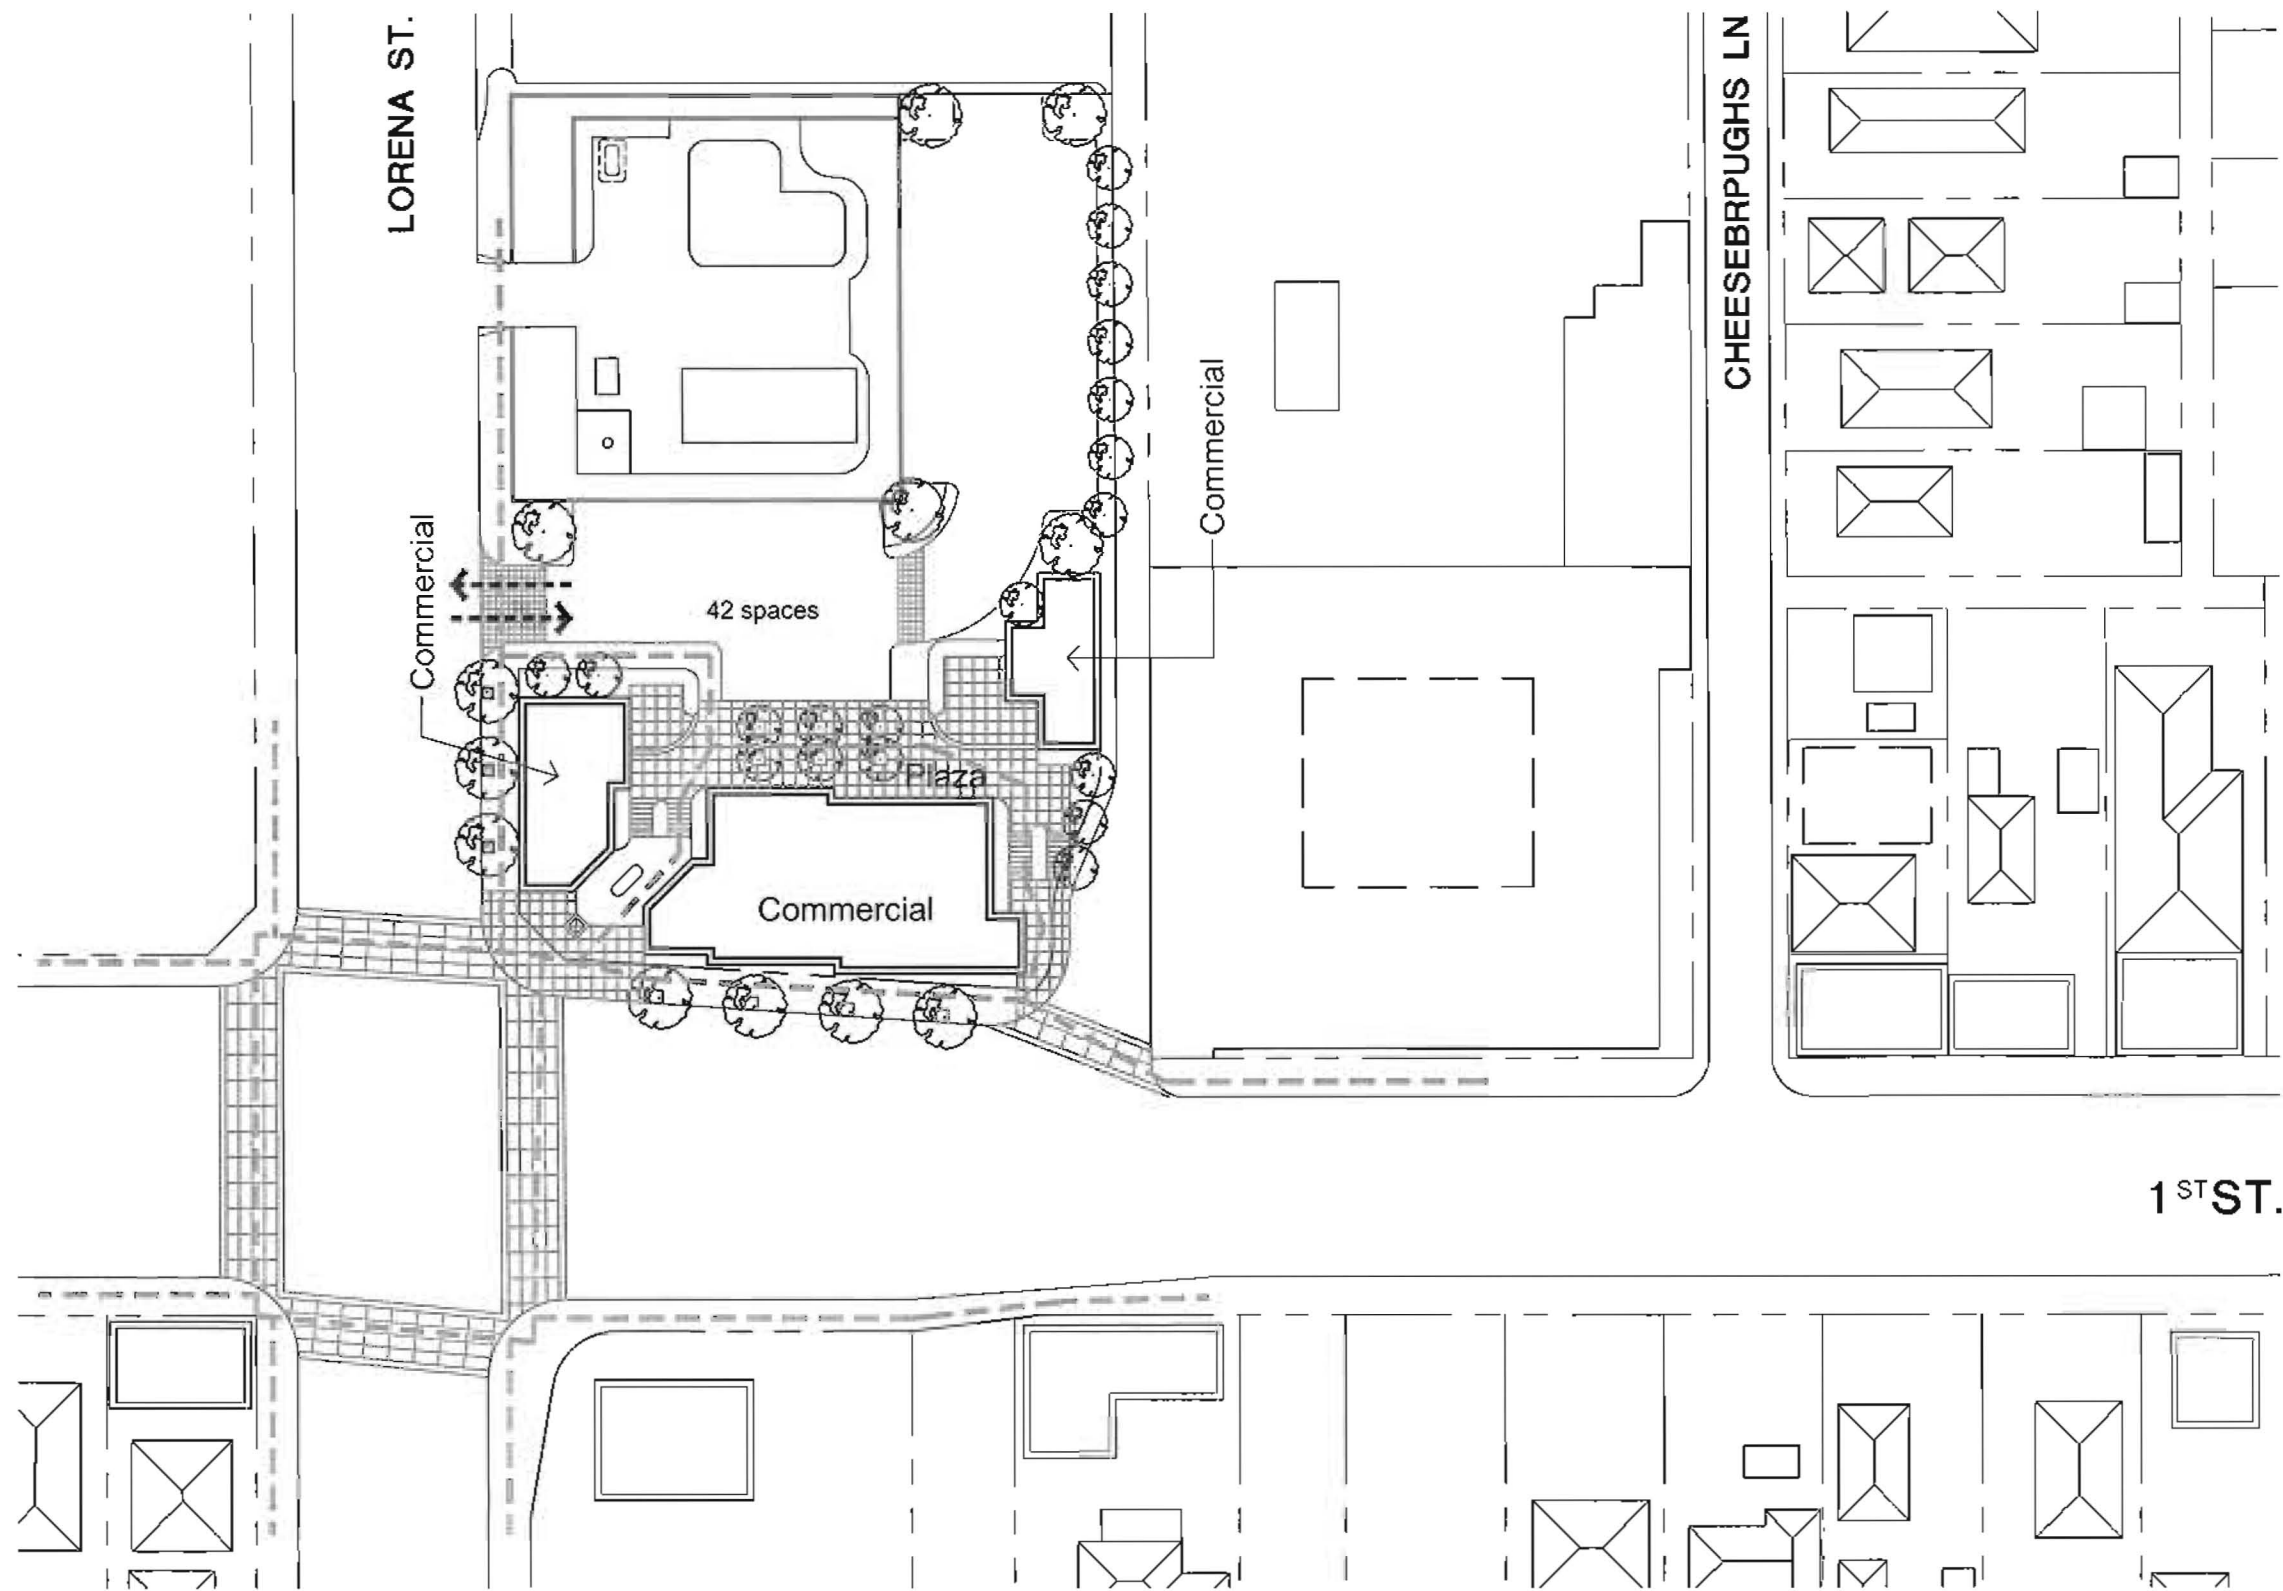 LORENA ST.
CHEESEBRPUGHS LN
Commercial
Commercial
42 spaces
Plaza
Commercial
1ST ST.